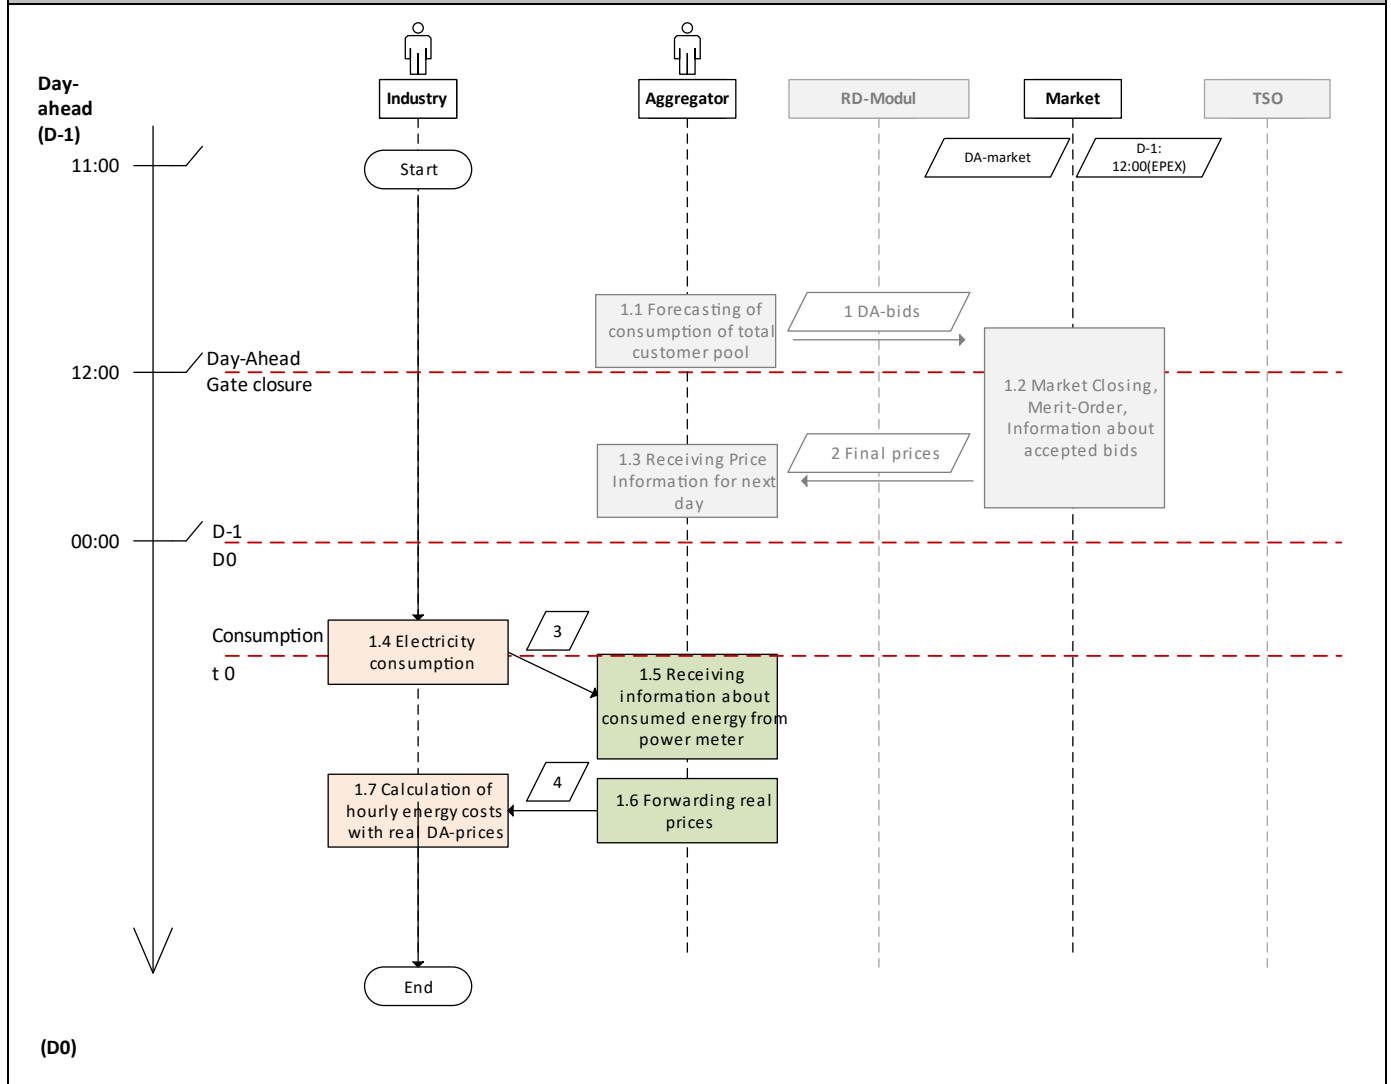 Day-
ahead
(D-1)
Industry
Aggregator
RD-Modul
Market
TSO
11:00
Start
DA-market
D-1:
12:00(EPEX)
1.1 Forecasting of
consumption of total
customer pool
1 DA-bids
12:00
Day-Ahead
Gate closure
1.2 Market Closing,
Merit-Order,
Information about
accepted bids
1.3 Receiving Price
Information for next
day
2 Final prices
00:00
D-1
D0
Consumption
t 0
1.4 Electricity
consumption
3
1.5 Receiving
information about
consumed energy from
power meter
1.7 Calculation of
hourly energy costs
with real DA-prices
4
1.6 Forwarding real
prices
End
(D0)